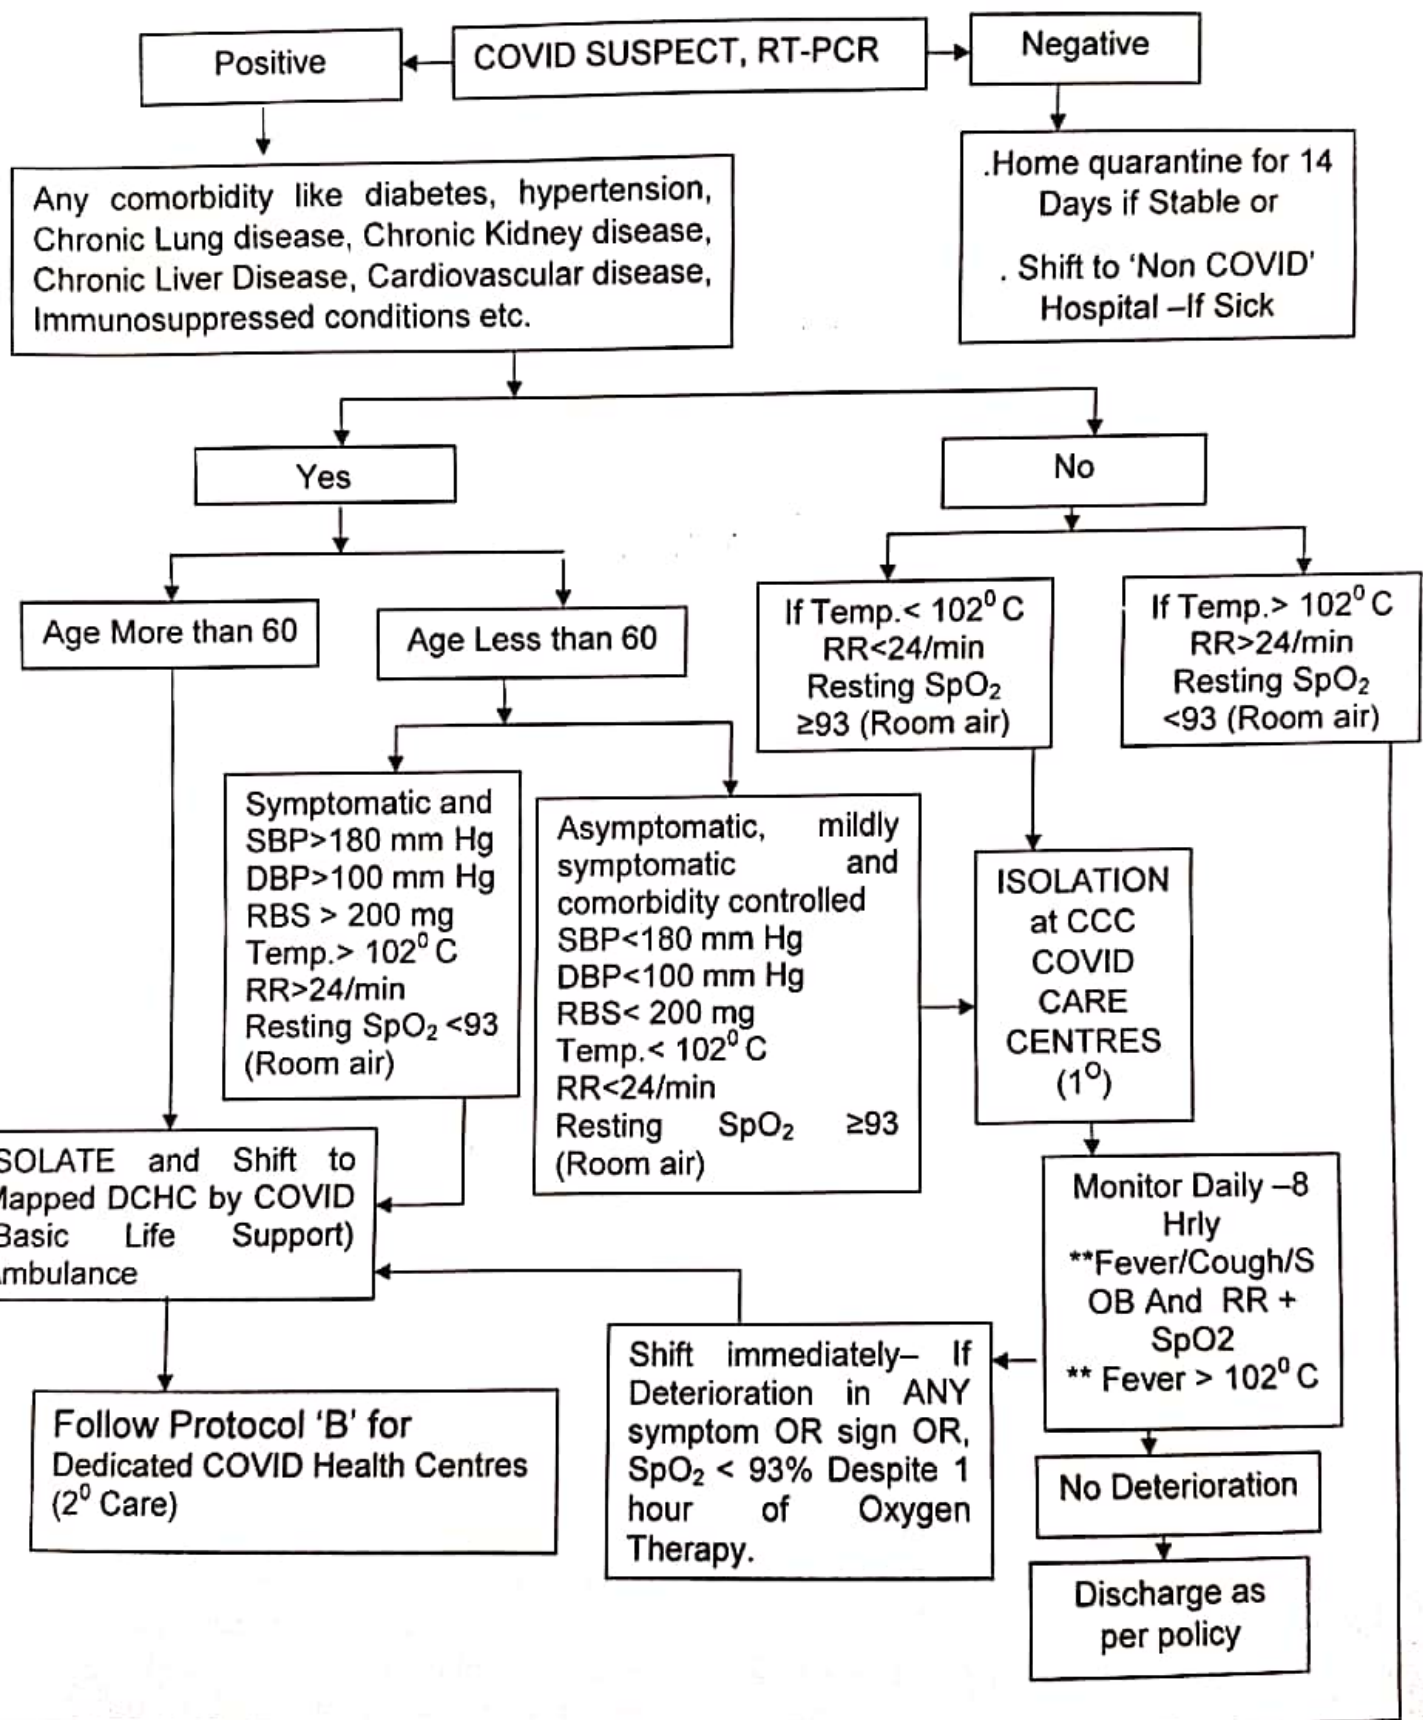 Positive
COVID SUSPECT, RT-PCR
Negative
Any comorbidity like diabetes, hypertension,
Chronic Lung disease, Chronic Kidney disease,
Chronic Liver Disease, Cardiovascular disease,
Immunosuppressed conditions etc.
.Home quarantine for 14
Days if Stable or
. Shift to ‘Non COVID’
Hospital –If Sick
Yes
No
Age More than 60
Age Less than 60
If Temp.< 102⁰ C
RR<24/min
Resting SpO₂
≥93 (Room air)
If Temp.> 102⁰ C
RR>24/min
Resting SpO₂
<93 (Room air)
Symptomatic and
SBP>180 mm Hg
DBP>100 mm Hg
RBS > 200 mg
Temp.> 102⁰ C
RR>24/min
Resting SpO₂ <93
(Room air)
Asymptomatic, mildly
symptomatic and
comorbidity controlled
SBP<180 mm Hg
DBP<100 mm Hg
RBS< 200 mg
Temp.< 102⁰ C
RR<24/min
Resting SpO₂ ≥93
(Room air)
ISOLATION
at CCC
COVID
CARE
CENTRES
(1⁰)
SOLATE and Shift to
apped DCHC by COVID
Basic Life Support)
mbulance
Monitor Daily –8
Hrly
**Fever/Cough/S
OB And RR +
SpO2
** Fever > 102⁰ C
Shift immediately– If
Deterioration in ANY
symptom OR sign OR,
SpO₂ < 93% Despite 1
hour of Oxygen
Therapy.
Follow Protocol ‘B’ for
Dedicated COVID Health Centres
(2⁰ Care)
No Deterioration
Discharge as
per policy